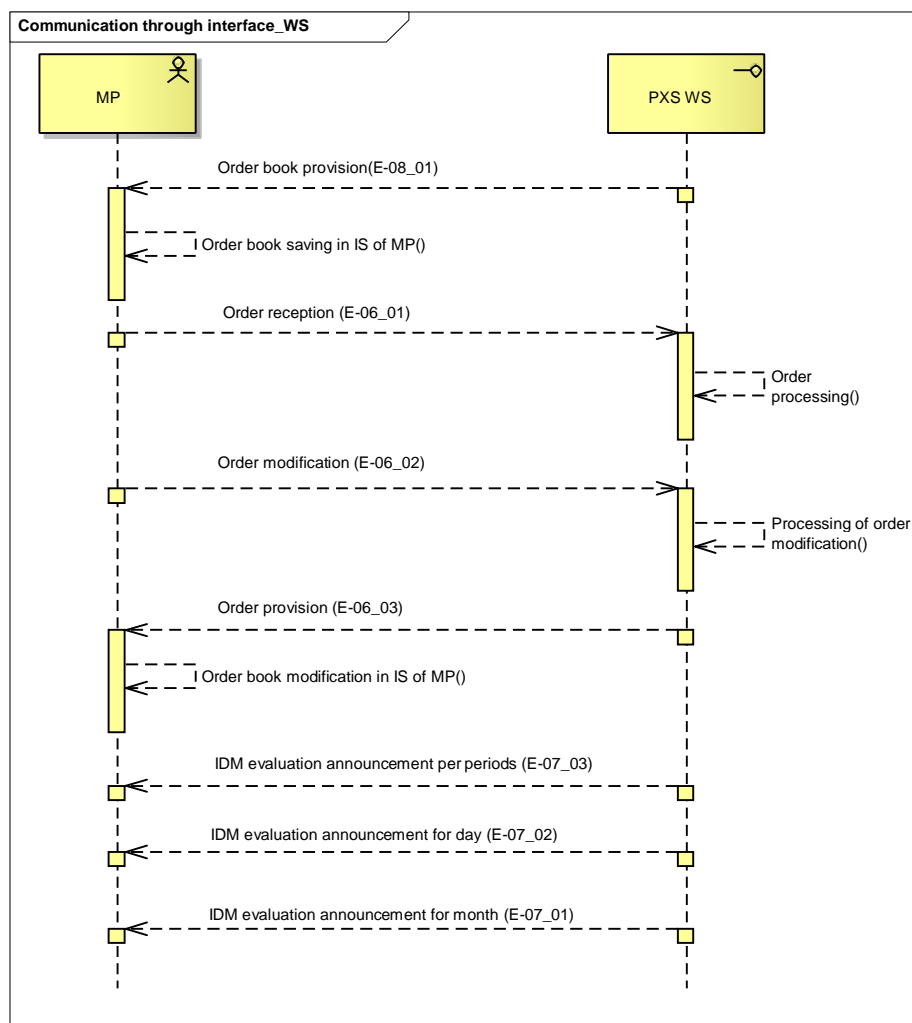 Communication through interface_WS
MP
PXS WS
Order book provision(E-08_01)
Order book saving in IS of MP()
Order reception (E-06_01)
Order
processing()
Order modification (E-06_02)
Processing of order
modification()
Order provision (E-06_03)
Order book modification in IS of MP()
IDM evaluation announcement per periods (E-07_03)
IDM evaluation announcement for day (E-07_02)
IDM evaluation announcement for month (E-07_01)